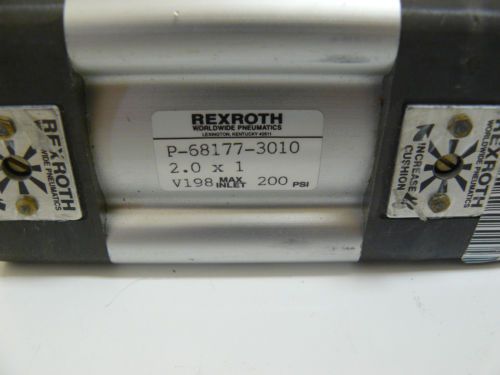 REXROTH
WORLDWIDE PNEUMATICS
LEXINGTON, KENTUCKY 40511
P-68177-3010
2.0 x 1
V198 MAX INLET 200 PSI
REXROTH
WIDE PNEUMATICS
INCREASE
CUSHION
REXROTH
WORLDWIDE PNEUMATICS